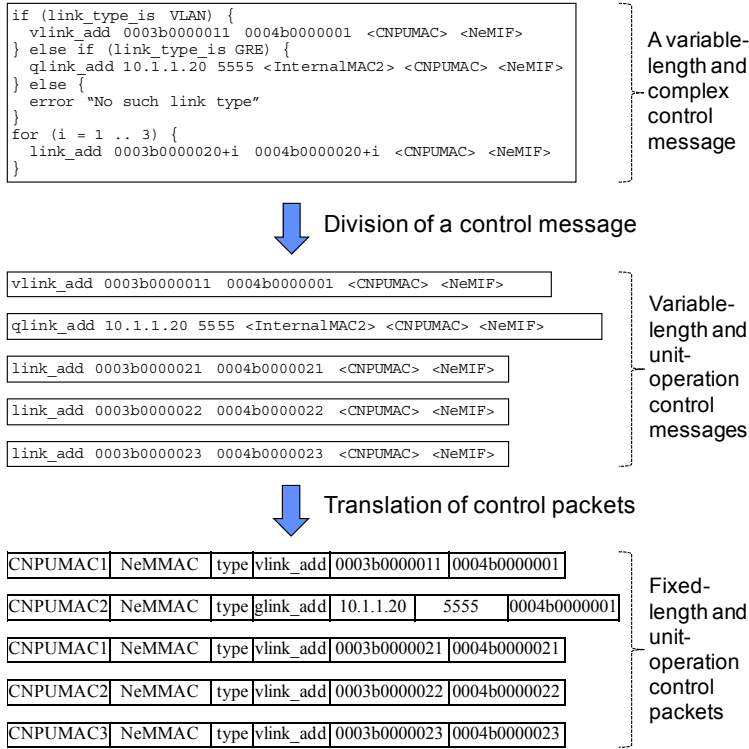 if (link_type_is VLAN) {
vlink_add 0003b0000011 0004b0000001 <CNPUMAC> <NeMIF>
} else if (link_type_is GRE) {
qlink_add 10.1.1.20 5555 <InternalMAC2> <CNPUMAC> <NeMIF>
} else {
error “No such link type”
}
for (i = 1 .. 3) {
link_add 0003b0000020+i 0004b0000020+i <CNPUMAC> <NeMIF>
}
A variable-
length and
complex
control
message
Division of a control message
vlink_add 0003b0000011 0004b0000001 <CNPUMAC> <NeMIF>
qlink_add 10.1.1.20 5555 <InternalMAC2> <CNPUMAC> <NeMIF>
link_add 0003b0000021 0004b0000021 <CNPUMAC> <NeMIF>
link_add 0003b0000022 0004b0000022 <CNPUMAC> <NeMIF>
link_add 0003b0000023 0004b0000023 <CNPUMAC> <NeMIF>
Variable-
length and
unit-
operation
control
messages
Translation of control packets
CNPUMAC1 NeMMAC type vlink_add 0003b0000011 0004b0000001
CNPUMAC2 NeMMAC type glink_add 10.1.1.20 5555 0004b0000001
CNPUMAC1 NeMMAC type vlink_add 0003b0000021 0004b0000021
CNPUMAC2 NeMMAC type vlink_add 0003b0000022 0004b0000022
CNPUMAC3 NeMMAC type vlink_add 0003b0000023 0004b0000023
Fixed-
length and
unit-
operation
control
packets